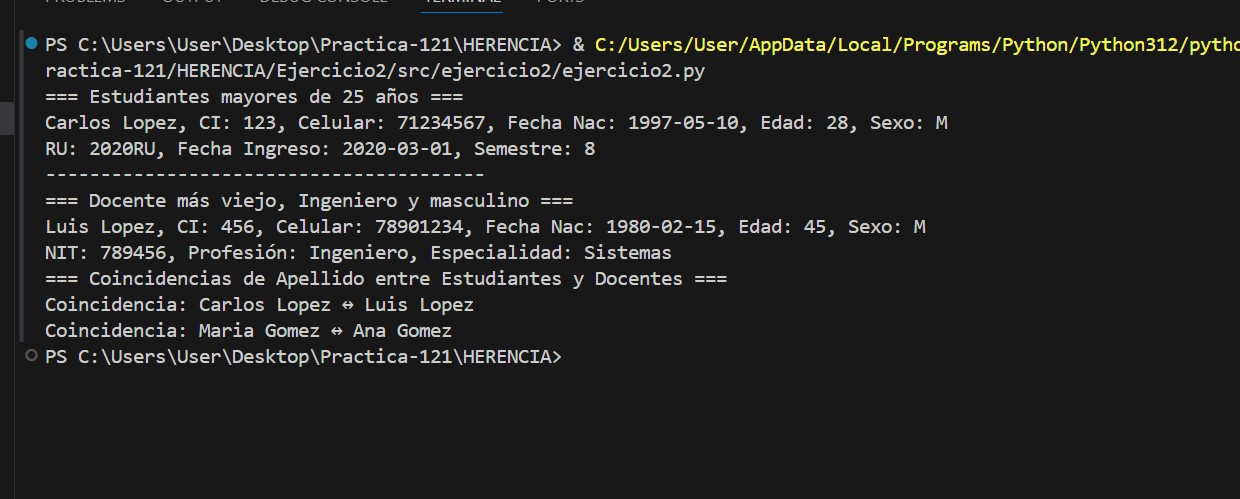 PROBLEMS OUTPUT DEBUG CONSOLE TERMINAL PORTS
PS C:\Users\User\Desktop\Practica-121\HERENCIA> & C:/Users/User/AppData/Local/Programs/Python/Python312/pytho
ractica-121/HERENCIA/Ejercicio2/src/ejercicio2/ejercicio2.py
=== Estudiantes mayores de 25 años ===
Carlos Lopez, CI: 123, Celular: 71234567, Fecha Nac: 1997-05-10, Edad: 28, Sexo: M
RU: 2020RU, Fecha Ingreso: 2020-03-01, Semestre: 8
----------------------------------------
=== Docente más viejo, Ingeniero y masculino ===
Luis Lopez, CI: 456, Celular: 78901234, Fecha Nac: 1980-02-15, Edad: 45, Sexo: M
NIT: 789456, Profesión: Ingeniero, Especialidad: Sistemas
=== Coincidencias de Apellido entre Estudiantes y Docentes ===
Coincidencia: Carlos Lopez ↔ Luis Lopez
Coincidencia: Maria Gomez ↔ Ana Gomez
PS C:\Users\User\Desktop\Practica-121\HERENCIA>